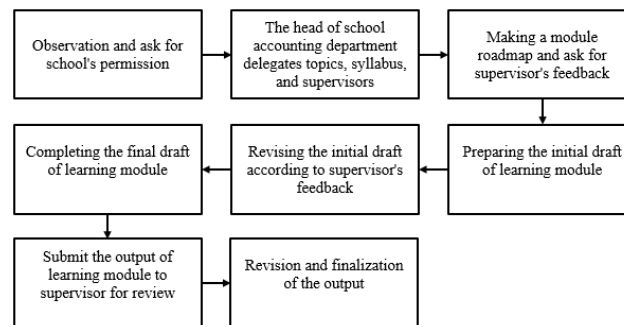 Observation and ask for
school's permission
The head of school
accounting department
delegates topics, syllabus,
and supervisors
Making a module
roadmap and ask for
supervisor's feedback
Preparing the initial draft
of learning module
Revising the initial draft
according to supervisor's
feedback
Completing the final draft
of learning module
Submit the output of
learning module to
supervisor for review
Revision and finalization
of the output